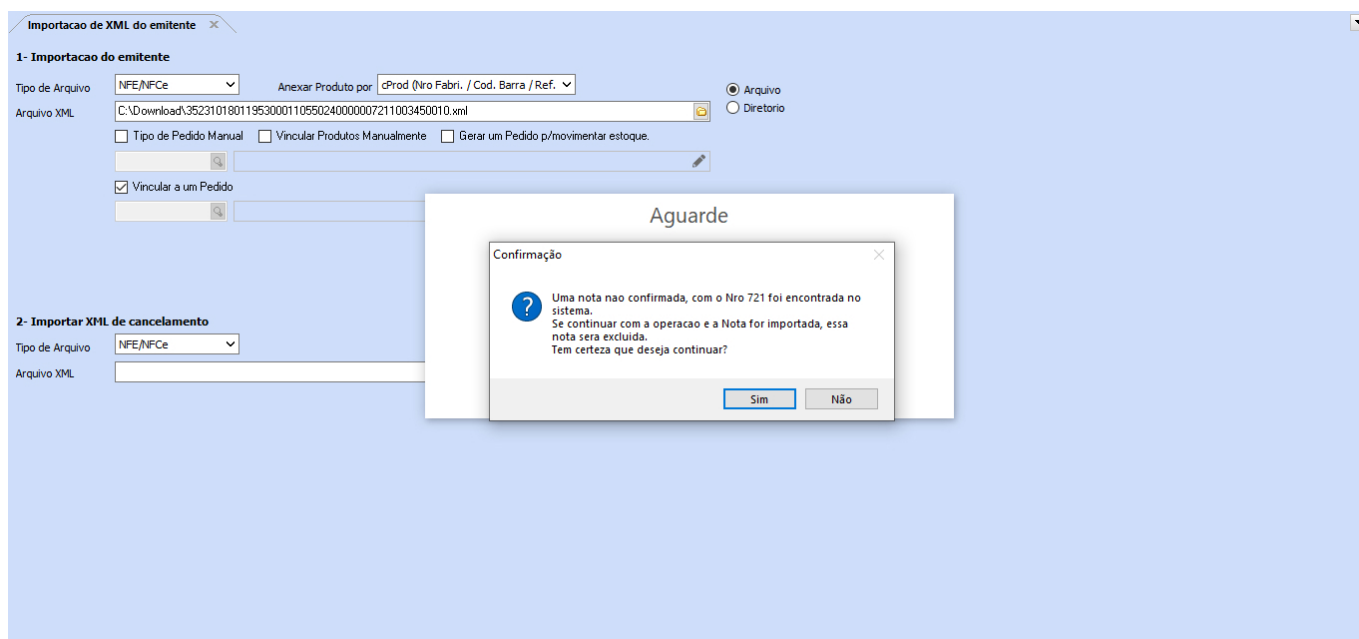 Importacao de XML do emitente
1- Importacao do emitente
Tipo de Arquivo NFE/NFCe Anexar Produto por cProd (Nro Fabri. / Cod. Barra / Ref.
Arquivo
Arquivo XML C:\Download\35231018011953000110550240000007211003450010.xml
Diretorio
Tipo de Pedido Manual Vincular Produtos Manualmente Gerar um Pedido p/movimentar estoque.
Vincular a um Pedido
Aguarde
Confirmação
Uma nota nao confirmada, com o Nro 721 foi encontrada no
sistema.
Se continuar com a operacao e a Nota for importada, essa
nota sera excluida.
Tem certeza que deseja continuar?
Sim Não
2- Importar XML de cancelamento
Tipo de Arquivo NFE/NFCe
Arquivo XML